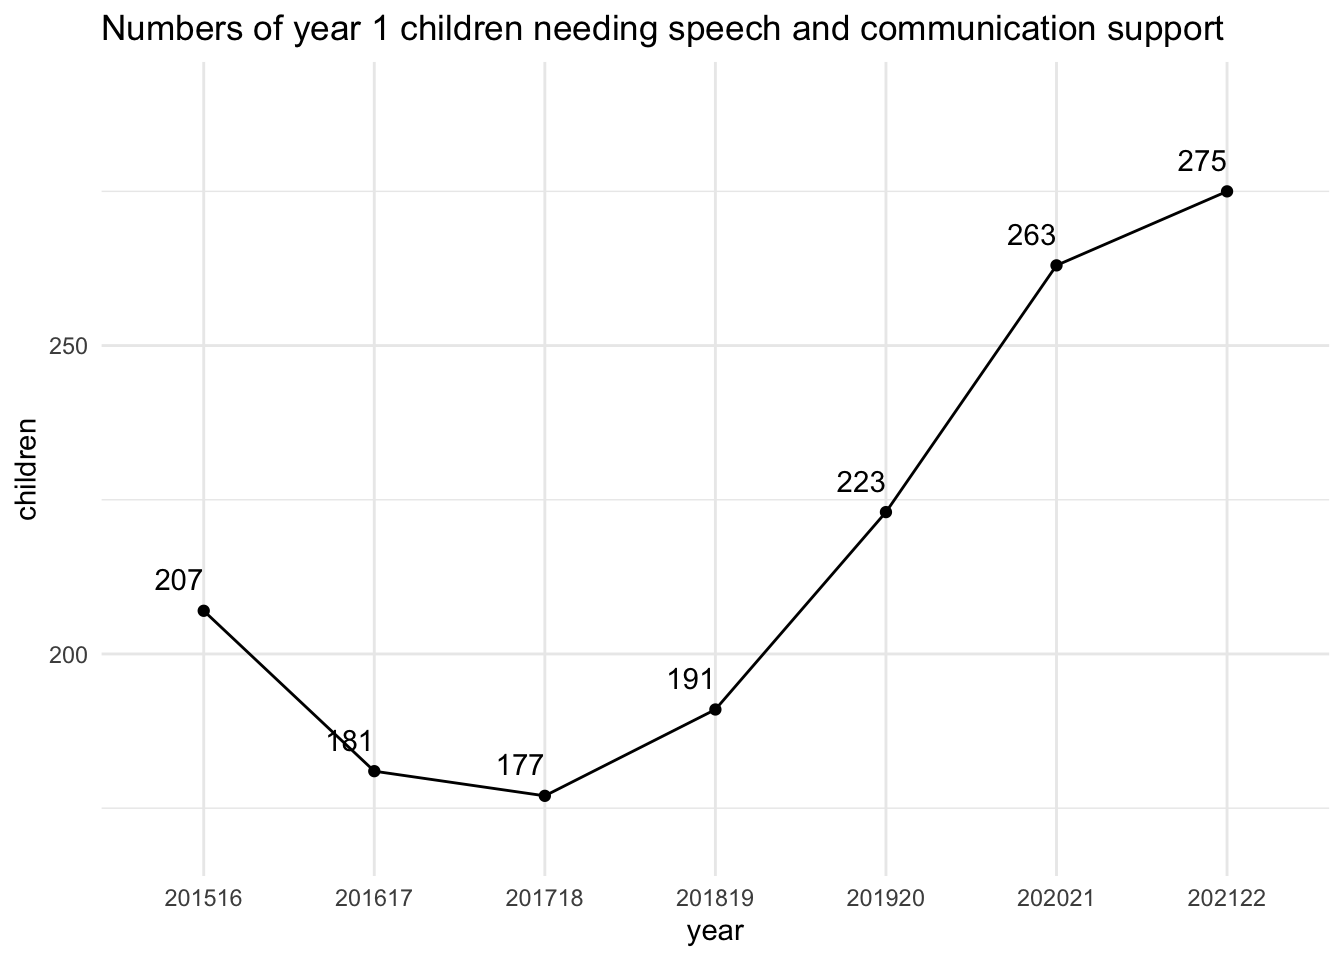 Numbers of year 1 children needing speech and communication support
275
263
250
children
223
207
200
191
181
177
201516 201617 201718 201819 201920 202021 202122
year